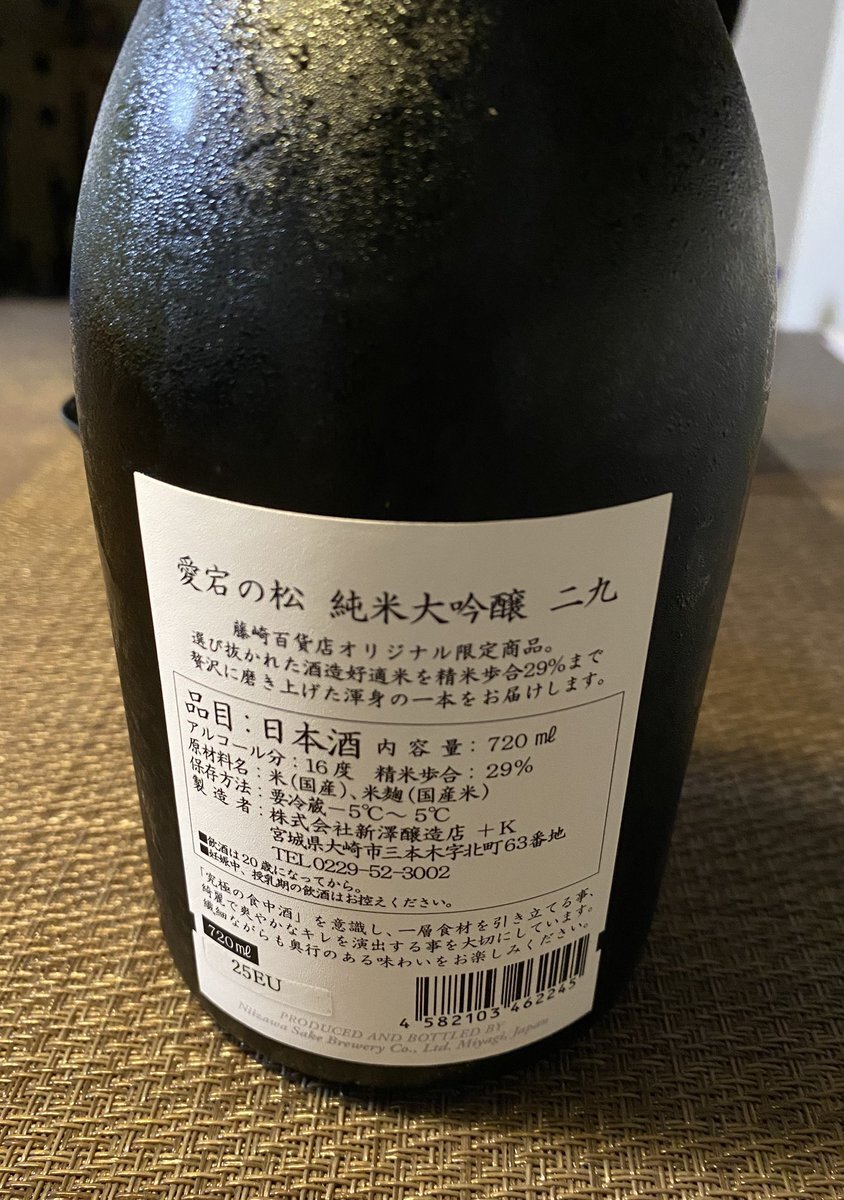 愛宕の松 純米大吟醸 二九
藤崎百貨店オリジナル限定商品。
選び抜かれた酒造好適米を精米歩合29%まで
贅沢に磨き上げた渾身の一本をお届けします。
品目：日本酒 内容量：720㎖
アルコール分：16度 精米歩合：29%
原材料名：米（国産）、米麹（国産米）
保存方法：要冷蔵－5℃～5℃
製造者：株式会社新澤醸造店 ＋K
宮城県大崎市三本木字北町63番地
TEL0229-52-3002
■飲酒は20歳になってから。
■妊娠中、授乳期の飲酒はお控えください。
「究極の食中酒」を意識し、一層食材を引き立てる事、
綺麗で爽やかなキレを演出する事を大切にしています。
繊細ながらも奥行のある味わいをお楽しみください。
720㎖
25EU
4 582103 462245
PRODUCED AND BOTTLED BY
Niizawa Sake Brewery Co., Ltd. Miyagi, Japan